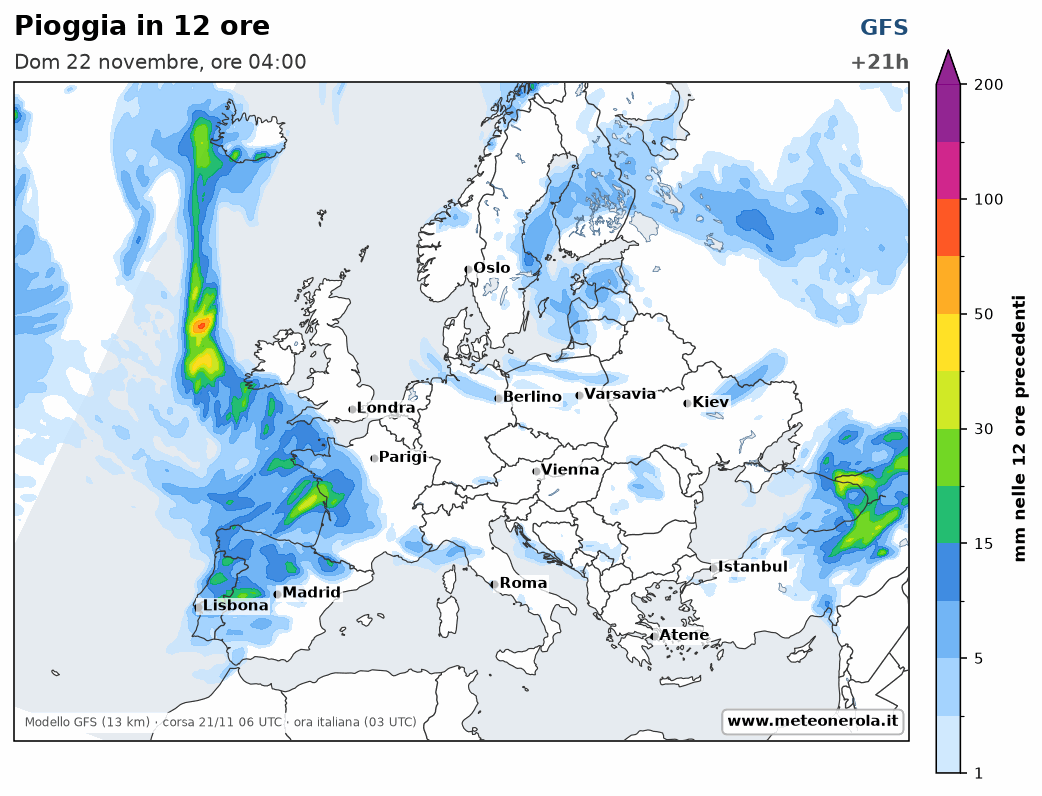 Pioggia in 12 ore
GFS
Dom 22 novembre, ore 04:00
+21h
200
100
50
30
15
5
1
mm nelle 12 ore precedenti
Oslo
Londra
Berlino
Varsavia
Kiev
Parigi
Vienna
Istanbul
Roma
Madrid
Lisbona
Atene
Modello GFS (13 km) · corsa 21/11 06 UTC · ora italiana (03 UTC)
www.meteonerola.it